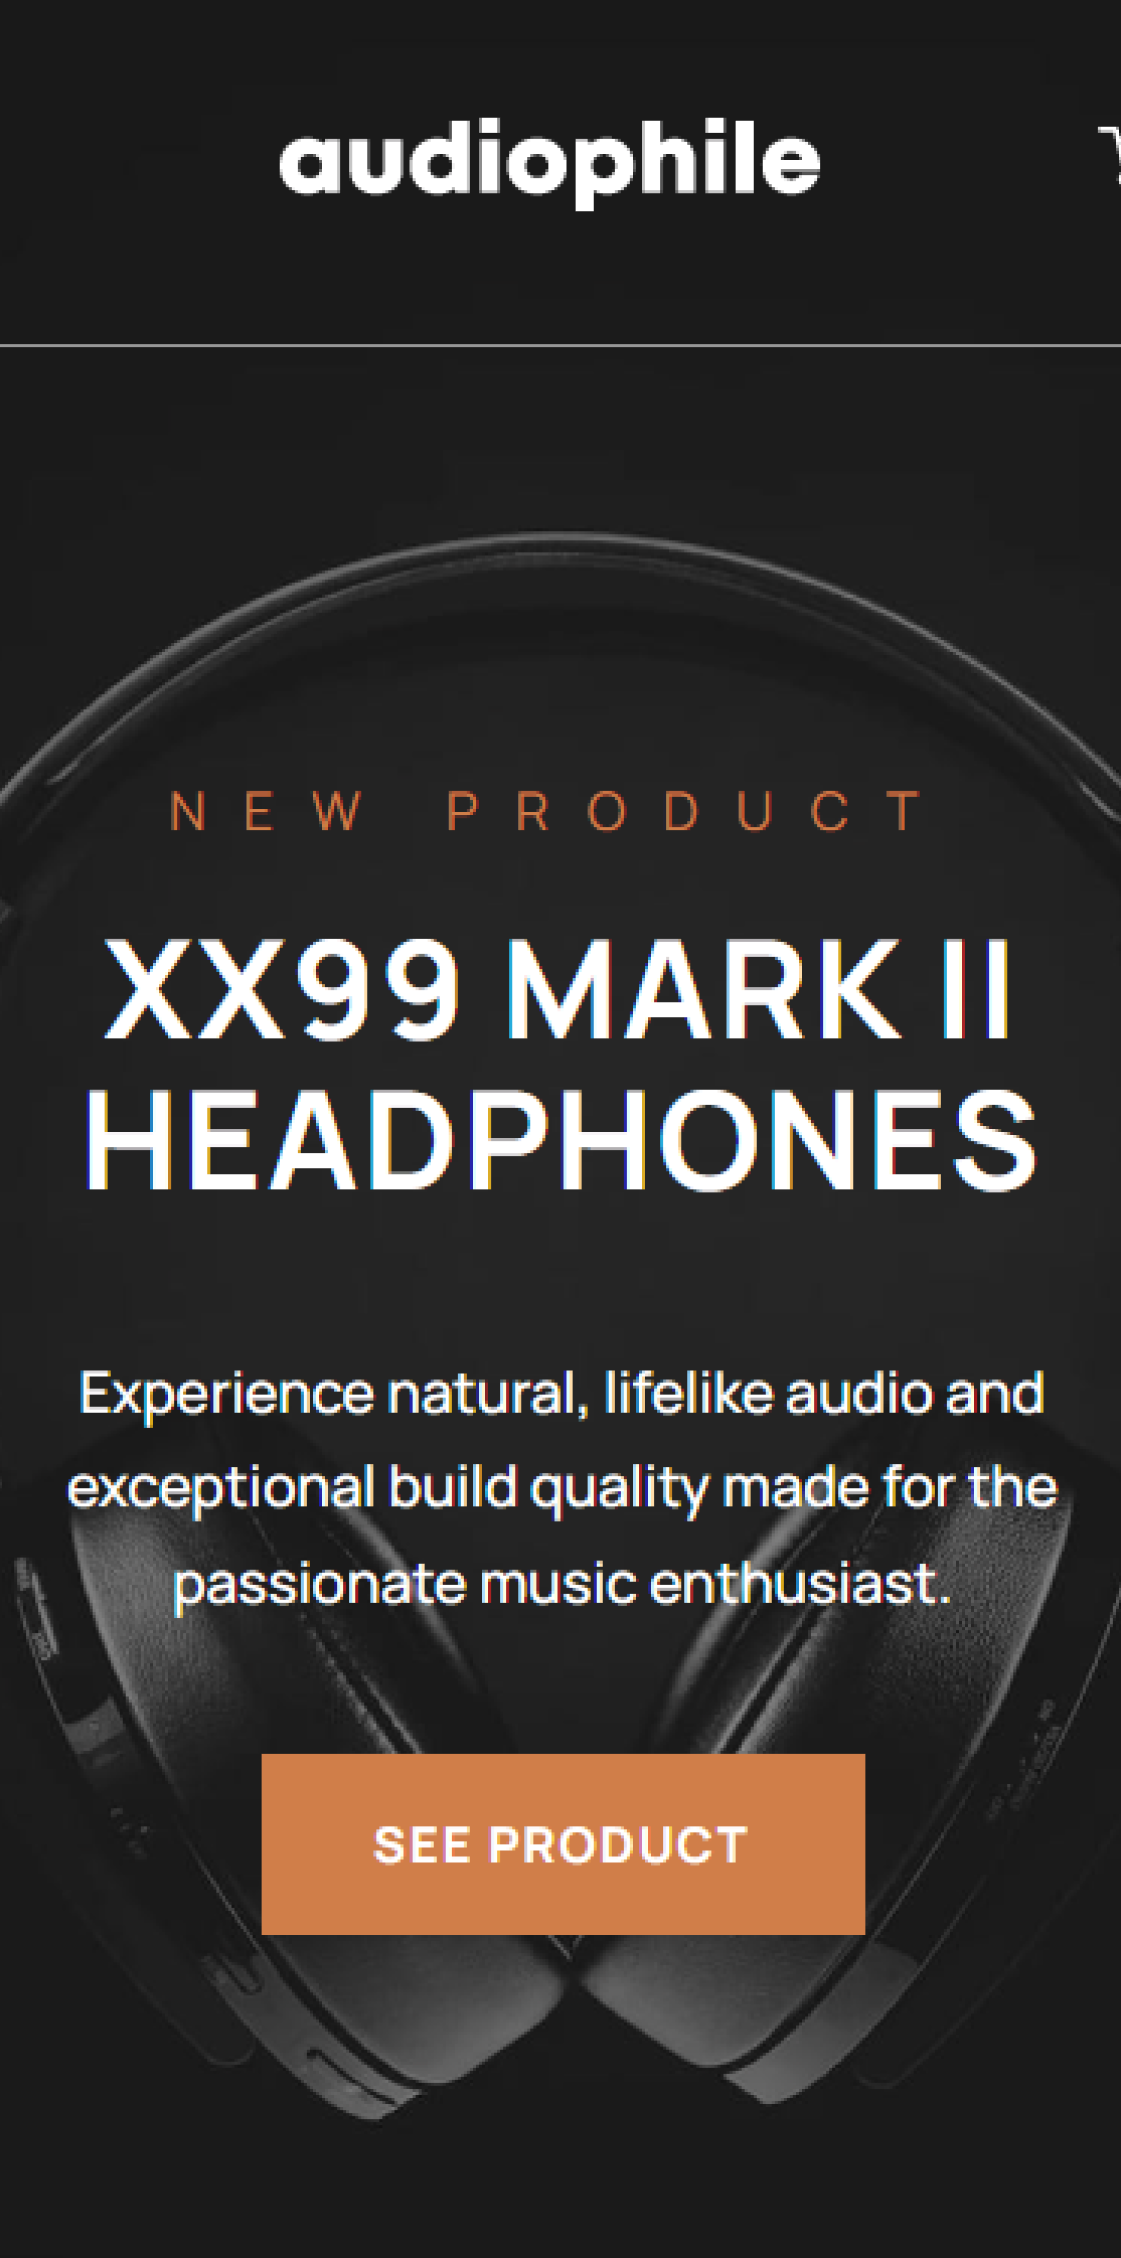 audiophile
NEW PRODUCT
XX99 MARK II
HEADPHONES
Experience natural, lifelike audio and
exceptional build quality made for the
passionate music enthusiast.
SEE PRODUCT